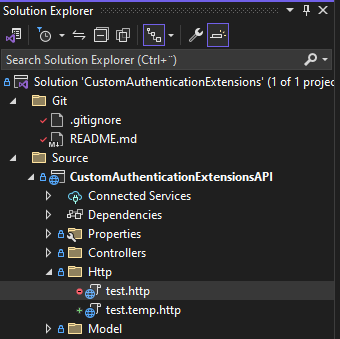 Solution Explorer
Search Solution Explorer (Ctrl+¨)
Solution 'CustomAuthenticationExtensions' (1 of 1 projec
Git
.gitignore
README.md
Source
CustomAuthenticationExtensionsAPI
Connected Services
Dependencies
Properties
Controllers
Http
test.http
test.temp.http
Model